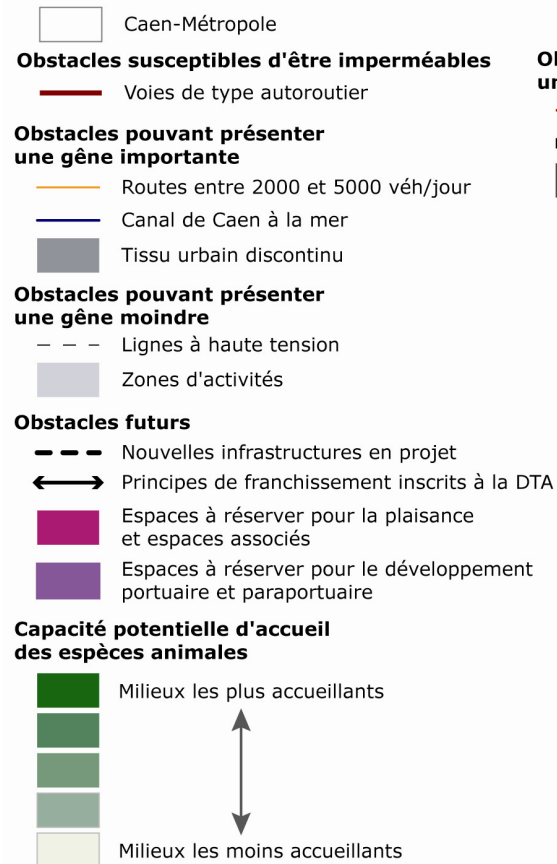 Caen-Métropole
Obstacles susceptibles d'être imperméables
Voies de type autoroutier
Obstacles pouvant présenter
une gêne importante
Routes entre 2000 et 5000 véh/jour
Canal de Caen à la mer
Tissu urbain discontinu
Obstacles pouvant présenter
une gêne moindre
Lignes à haute tension
Zones d'activités
Obstacles futurs
Nouvelles infrastructures en projet
Principes de franchissement inscrits à la DTA
Espaces à réserver pour la plaisance
et espaces associés
Espaces à réserver pour le développement
portuaire et paraportuaire
Capacité potentielle d'accueil
des espèces animales
Milieux les plus accueillants
Milieux les moins accueillants